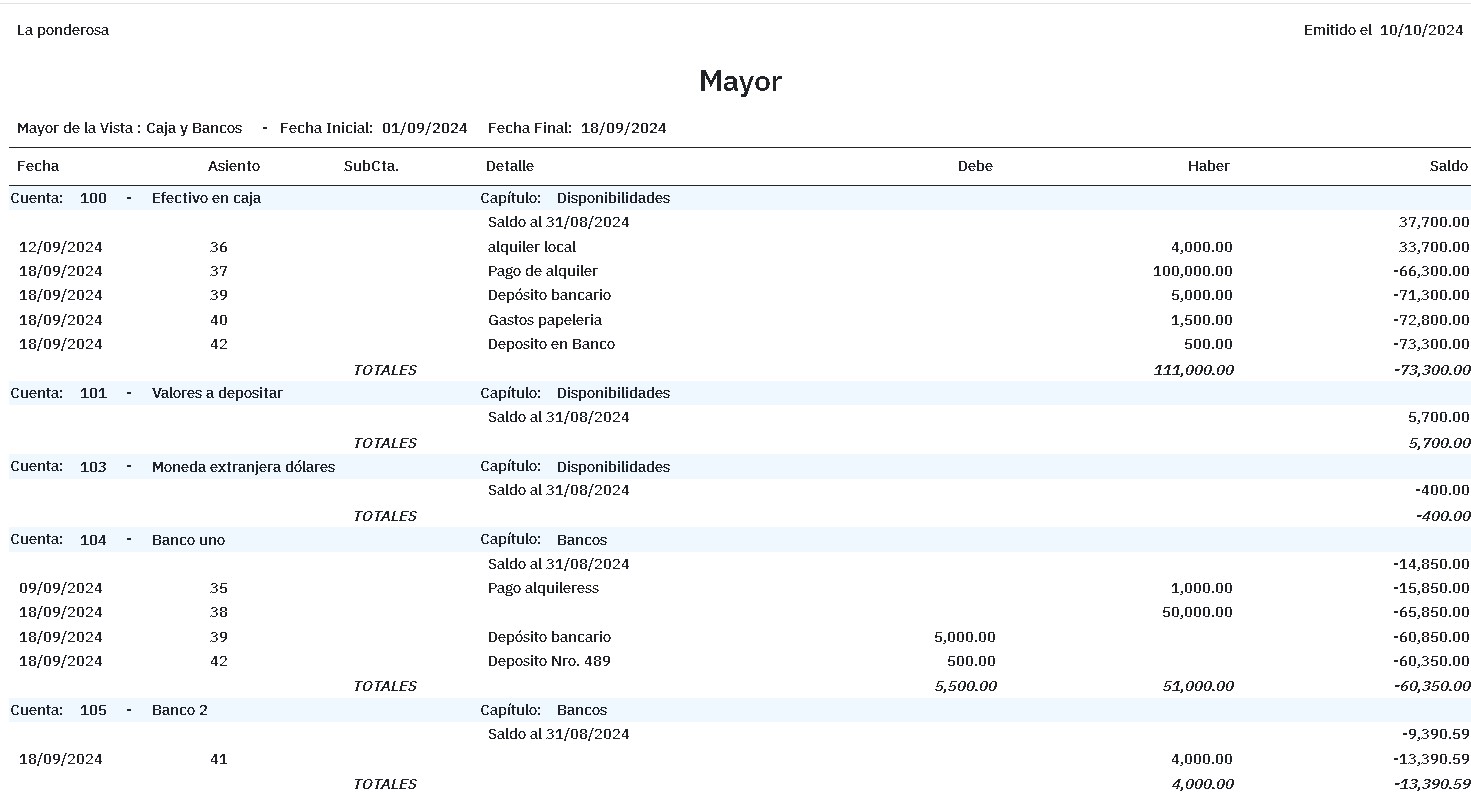 La ponderosa Emitido el 10/10/2024
Mayor
Mayor de la Vista : Caja y Bancos - Fecha Inicial: 01/09/2024 Fecha Final: 18/09/2024
Fecha Asiento SubCta. Detalle Debe Haber Saldo
Cuenta: 100 - Efectivo en caja Capítulo: Disponibilidades
Saldo al 31/08/2024 37,700.00
12/09/2024 36 alquiler local 4,000.00 33,700.00
18/09/2024 37 Pago de alquiler 100,000.00 -66,300.00
18/09/2024 39 Depósito bancario 5,000.00 -71,300.00
18/09/2024 40 Gastos papeleria 1,500.00 -72,800.00
18/09/2024 42 Deposito en Banco 500.00 -73,300.00
TOTALES 111,000.00 -73,300.00
Cuenta: 101 - Valores a depositar Capítulo: Disponibilidades
Saldo al 31/08/2024 5,700.00
TOTALES 5,700.00
Cuenta: 103 - Moneda extranjera dólares Capítulo: Disponibilidades
Saldo al 31/08/2024 -400.00
TOTALES -400.00
Cuenta: 104 - Banco uno Capítulo: Bancos
Saldo al 31/08/2024 -14,850.00
09/09/2024 35 Pago alquileress 1,000.00 -15,850.00
18/09/2024 38 50,000.00 -65,850.00
18/09/2024 39 Depósito bancario 5,000.00 -60,850.00
18/09/2024 42 Deposito Nro. 489 500.00 -60,350.00
TOTALES 5,500.00 51,000.00 -60,350.00
Cuenta: 105 - Banco 2 Capítulo: Bancos
Saldo al 31/08/2024 -9,390.59
18/09/2024 41 4,000.00 -13,390.59
TOTALES 4,000.00 -13,390.59